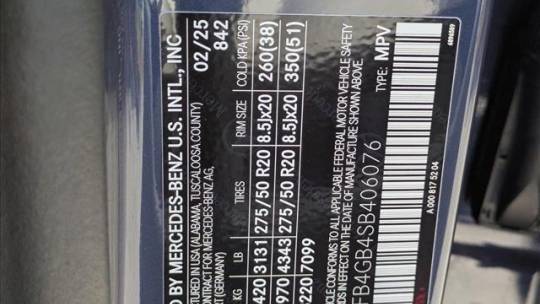 D BY MERCEDES-BENZ U.S. INTL., INC
TURED IN USA (ALABAMA, TUSCALOOSA COUNTY)
CONTRACT FOR MERCEDES-BENZ AG,
RT GERMANY)
02/25
842
KG LB TIRES RIM SIZE COLD KPA (PSI)
420 3131 275/50 R20 8.5Jx20 260(38)
970 4343 275/50 R20 8.5Jx20 350(51)
220 7099
VEHICLE CONFORMS TO ALL APPLICABLE FEDERAL MOTOR VEHICLE SAFETY
DS IN EFFECT ON THE DATE OF MANUFACTURE SHOWN ABOVE.
FB4GB4SB406076 TYPE: MPV
A 000 817 52 04